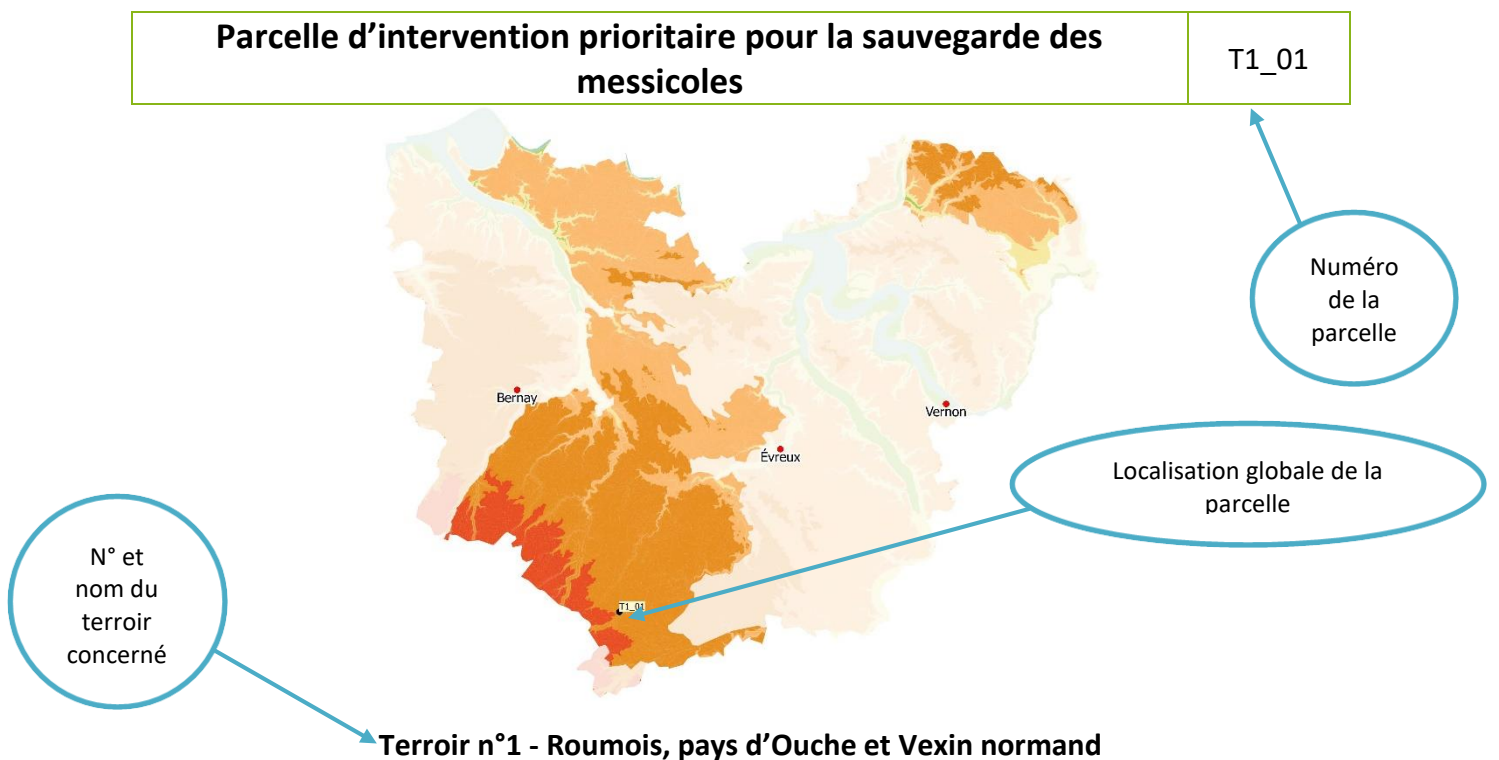 Parcelle d'intervention prioritaire pour la sauvegarde des
messicoles
T1_01
Numéro
de la
parcelle
Bernay
Vernon
Évreux
Localisation globale de la
parcelle
N° et
nom du
terroir
concerné
T1_01
Terroir n°1 - Roumois, pays d'Ouche et Vexin normand